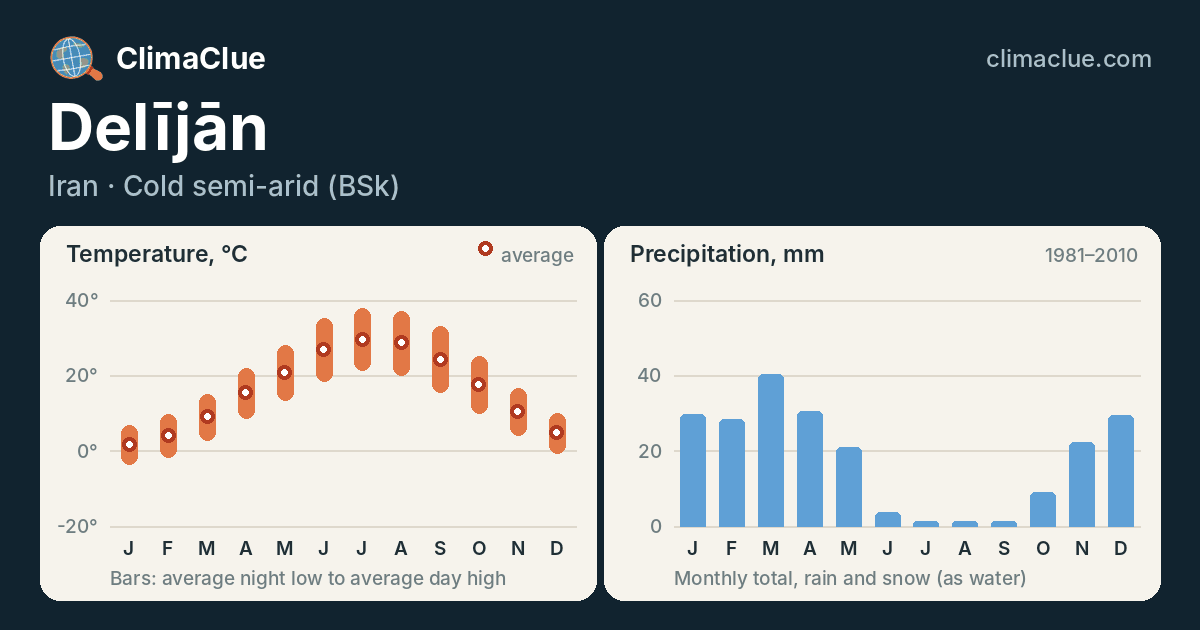 ClimaClue
climaclue.com
Delījān
Iran · Cold semi-arid (BSk)
Temperature, °C
average
40°
20°
0°
-20°
J F M A M J J A S O N D
Bars: average night low to average day high
Precipitation, mm
1981–2010
60
40
20
0
J F M A M J J A S O N D
Monthly total, rain and snow (as water)